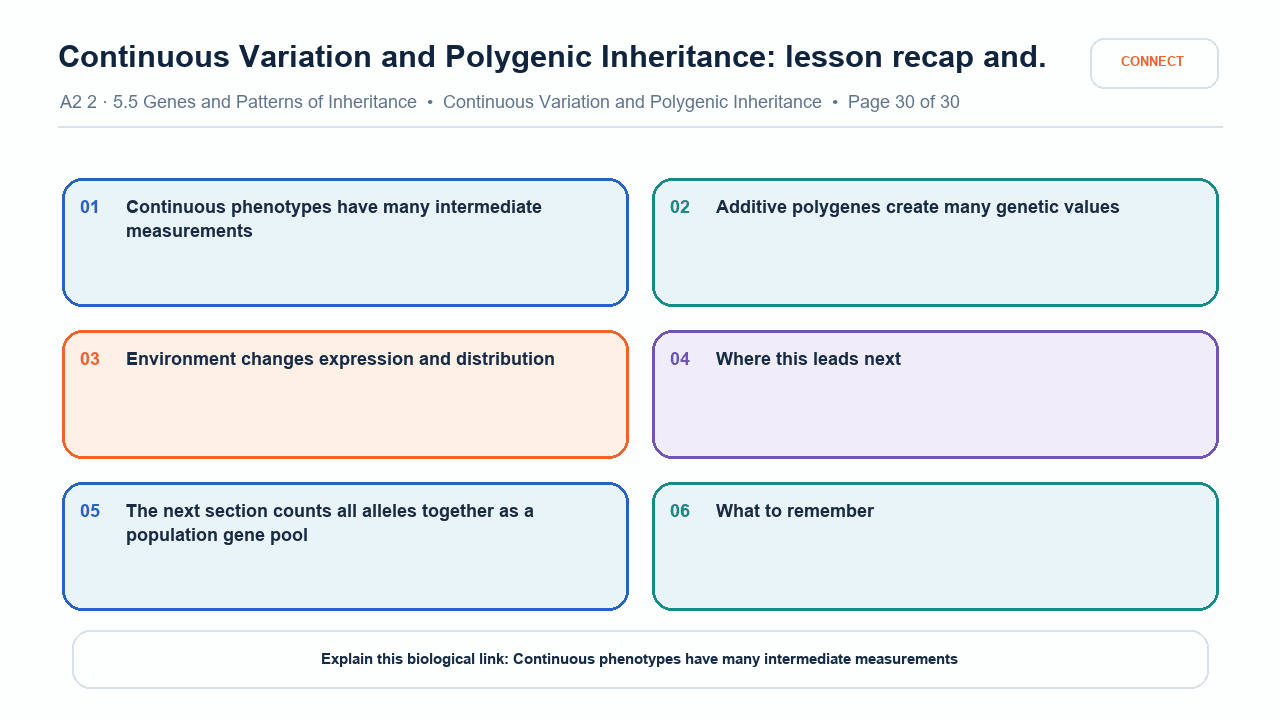 Continuous Variation and Polygenic Inheritance: lesson recap and.
CONNECT
A2 2 · 5.5 Genes and Patterns of Inheritance • Continuous Variation and Polygenic Inheritance • Page 30 of 30
01 Continuous phenotypes have many intermediate
measurements
02 Additive polygenes create many genetic values
03 Environment changes expression and distribution
04 Where this leads next
05 The next section counts all alleles together as a
population gene pool
06 What to remember
Explain this biological link: Continuous phenotypes have many intermediate measurements